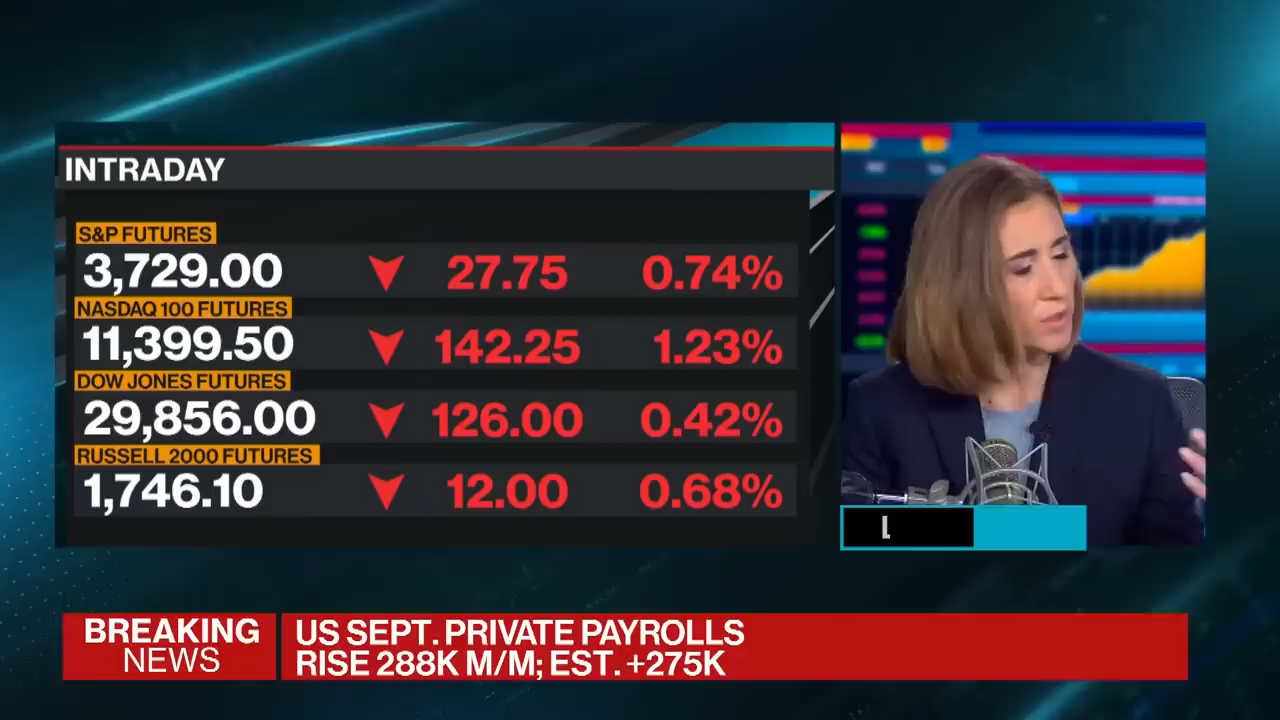 INTRADAY
S&P FUTURES
3,729.00 27.75 0.74%
NASDAQ 100 FUTURES
11,399.50 142.25 1.23%
DOW JONES FUTURES
29,856.00 126.00 0.42%
RUSSELL 2000 FUTURES
1,746.10 12.00 0.68%
BREAKING
NEWS
US SEPT. PRIVATE PAYROLLS
RISE 288K M/M; EST. +275K